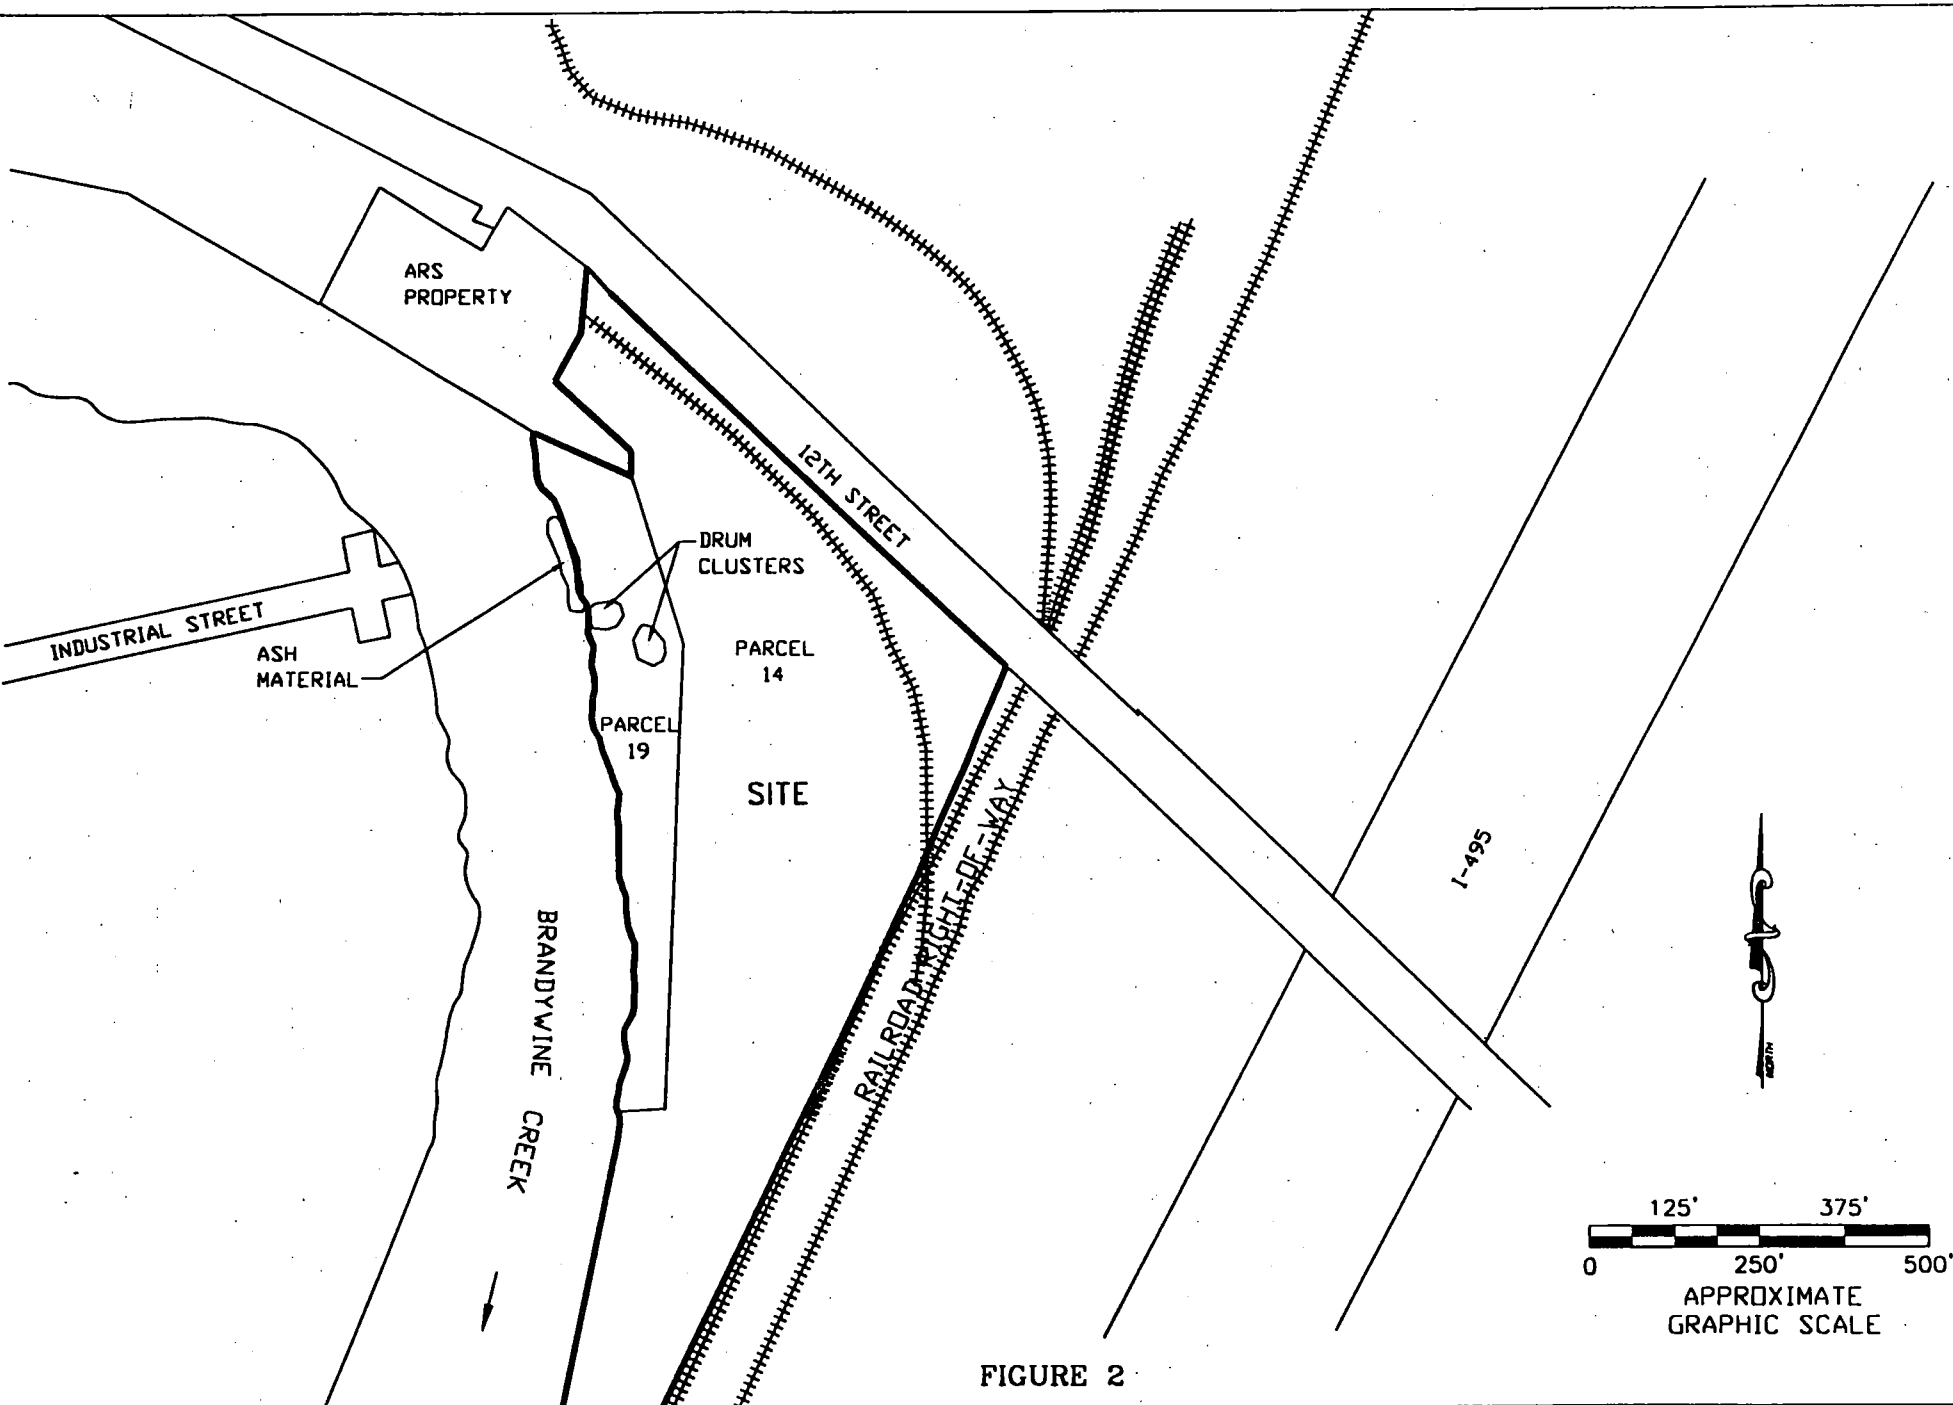 ARS
PROPERTY
12TH STREET
DRUM
CLUSTERS
INDUSTRIAL STREET
ASH
MATERIAL
PARCEL
14
PARCEL
19
SITE
RAILROAD RIGHT-OF-WAY
I-495
BRANDYWINE CREEK
NORTH
125' 375'
0 250' 500'
APPROXIMATE
GRAPHIC SCALE
FIGURE 2